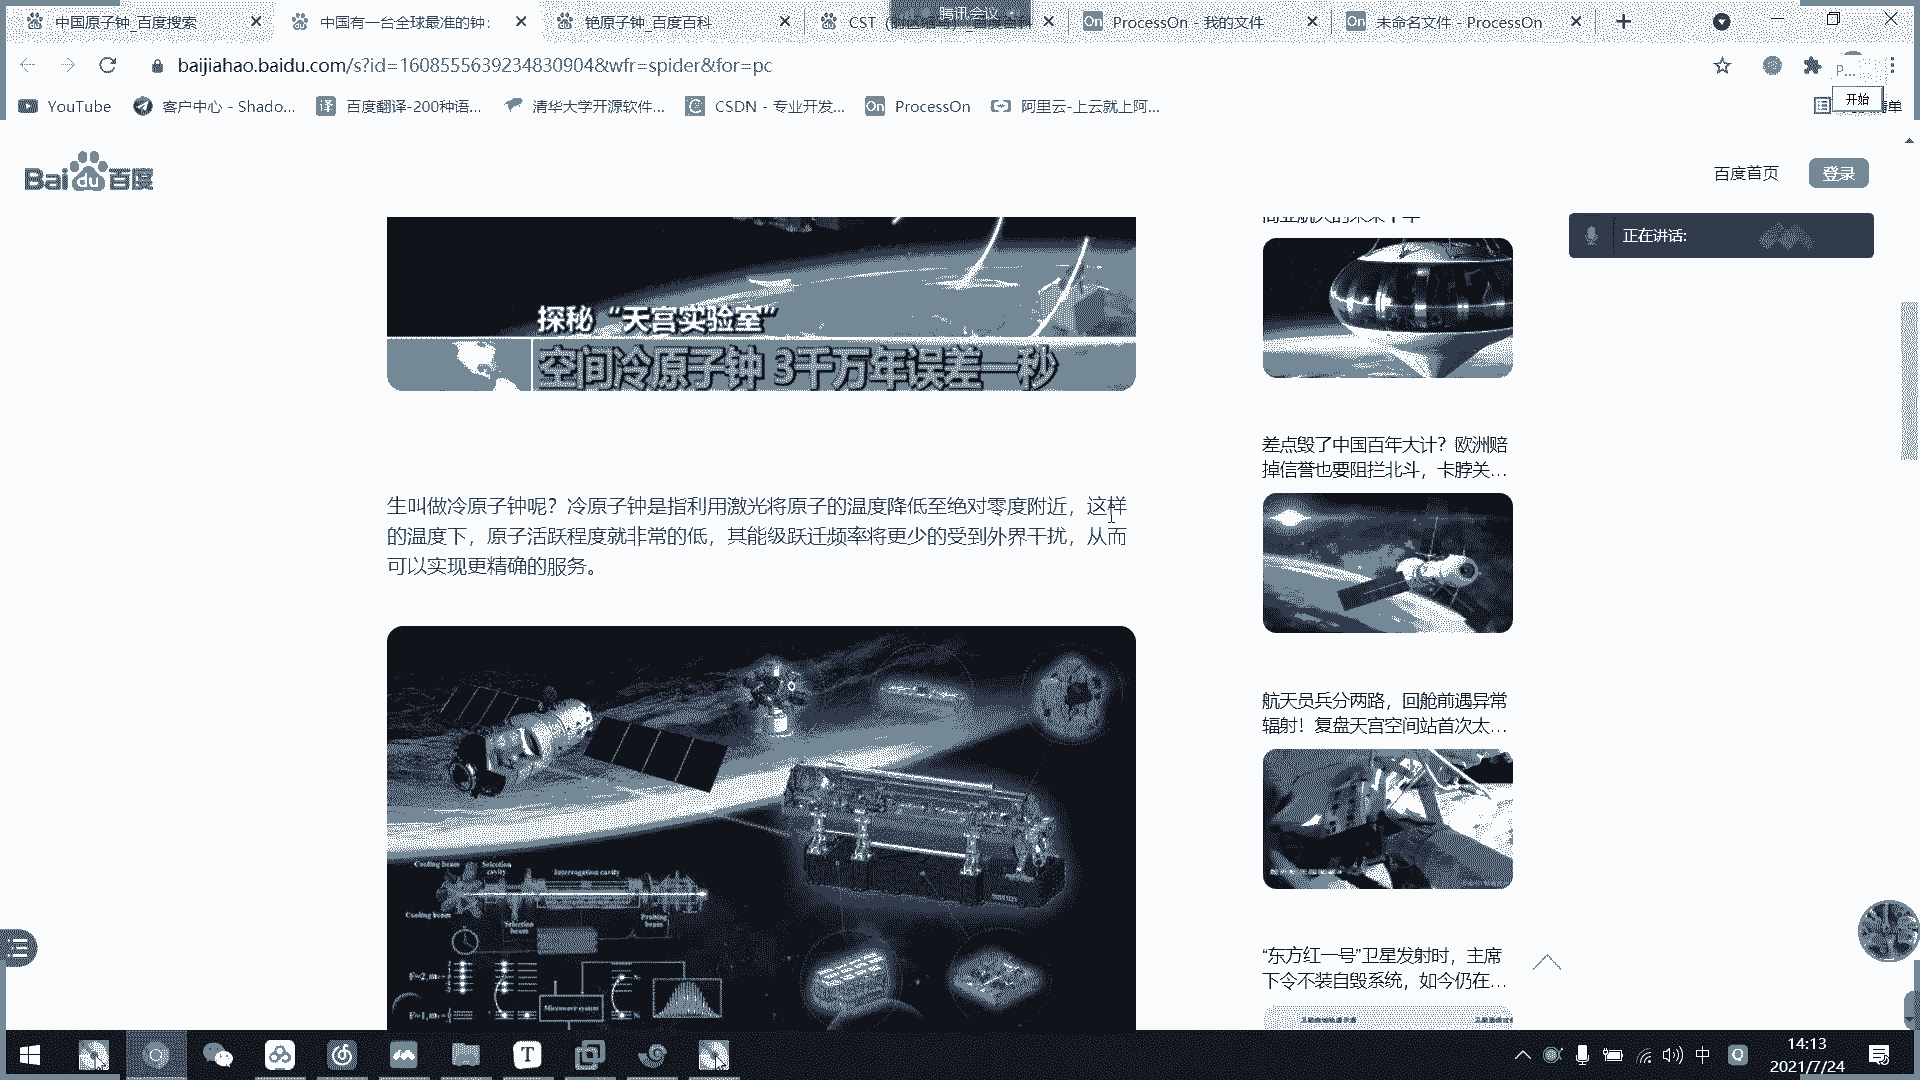 中国原子钟_百度搜索
中国有一台全球最准的钟:
铯原子钟_百度百科
CST
腾讯会议
ProcessOn - 我的文件
未命名文件 - ProcessOn
baijiahao.baidu.com/s?id=1608555639234830904&wfr=spider&for=pc
P...
YouTube
客户中心 - Shado...
译
百度翻译-200种语...
清华大学开源软件...
CSDN - 专业开发...
On
ProcessOn
阿里云-上云就上阿...
开始
单
Bai du 百度
百度首页
登录
正在讲话:
探秘“天宫实验室”
空间冷原子钟 3千万年误差一秒
生叫做冷原子钟呢？冷原子钟是指利用激光将原子的温度降低至绝对零度附近，这样
的温度下，原子活跃程度就非常的低，其能级跃迁频率将更少的受到外界干扰，从而
可以实现更精确的服务。
Cooling beam
Selection
cavity
Interrogation cavity
Cooling beam
Selection
beam
Probing
beam
Microwave system
差点毁了中国百年大计？欧洲赔
掉信誉也要阻拦北斗，卡脖关...
航天员兵分两路，回舱前遇异常
辐射！复盘天宫空间站首次太...
“东方红一号”卫星发射时，主席
下令不装自毁系统，如今仍在...
中
14:13
2021/7/24